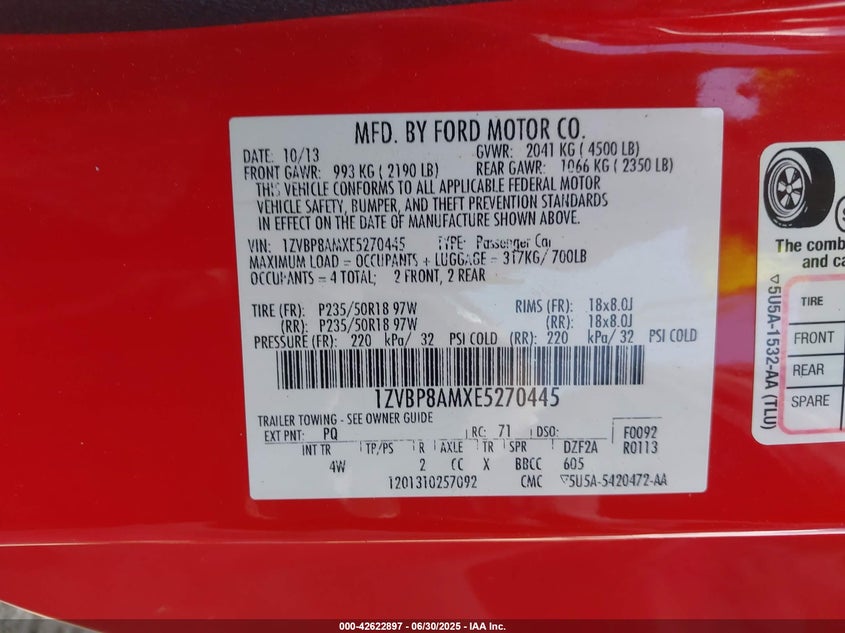 MFD. BY FORD MOTOR CO.
DATE: 10/13 GVWR: 2041 KG ( 4500 LB)
FRONT GAWR: 993 KG ( 2190 LB) REAR GAWR: 1066 KG ( 2350 LB)
THIS VEHICLE CONFORMS TO ALL APPLICABLE FEDERAL MOTOR
VEHICLE SAFETY, BUMPER, AND THEFT PREVENTION STANDARDS
IN EFFECT ON THE DATE OF MANUFACTURE SHOWN ABOVE.
VIN: 1ZVBP8AMXE5270445 TYPE: Passenger Car
MAXIMUM LOAD = OCCUPANTS + LUGGAGE = 317KG/ 700LB
OCCUPANTS = 4 TOTAL; 2 FRONT, 2 REAR
TIRE (FR): P235/50R18 97W RIMS (FR): 18x8.0J
(RR): P235/50R18 97W (RR): 18x8.0J
PRESSURE (FR): 220 kPa/ 32 PSI COLD (RR): 220 kPa/ 32 PSI COLD
1ZVBP8AMXE5270445
TRAILER TOWING - SEE OWNER GUIDE
EXT PNT: PQ RC: 71 DSO: F0092
INT TR TP/PS R AXLE TR SPR DZF2A R0113
4W 2 CC X BBCC 605
1201310257092 CMC ▽5U5A-5420472-AA
The comb
and ca
▽5U5A-1532-AA (TLU)
TIRE
FRONT
REAR
SPARE
000-42622897 - 06/30/2025 - IAA Inc.